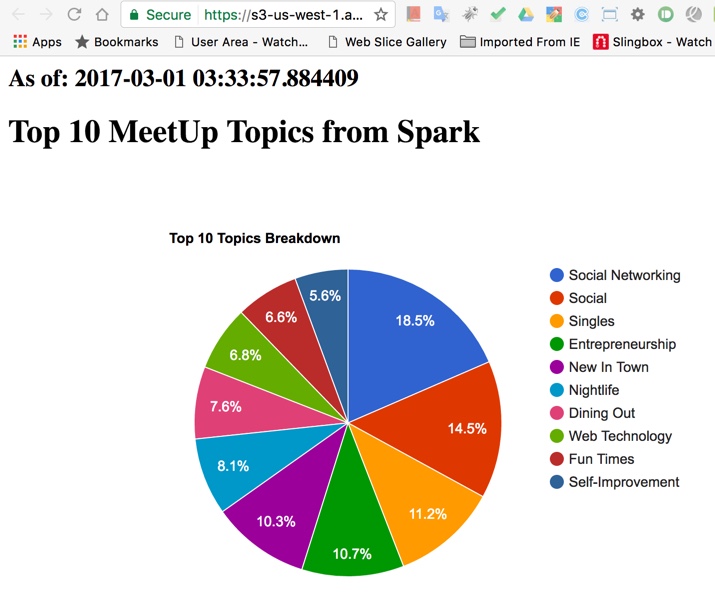 Secure https://s3-us-west-1.a...
Apps Bookmarks User Area - Watch... Web Slice Gallery Imported From IE Slingbox - Watch
As of: 2017-03-01 03:33:57.884409
Top 10 MeetUp Topics from Spark
Top 10 Topics Breakdown
18.5%
14.5%
11.2%
10.7%
10.3%
8.1%
7.6%
6.8%
6.6%
5.6%
Social Networking
Social
Singles
Entrepreneurship
New In Town
Nightlife
Dining Out
Web Technology
Fun Times
Self-Improvement